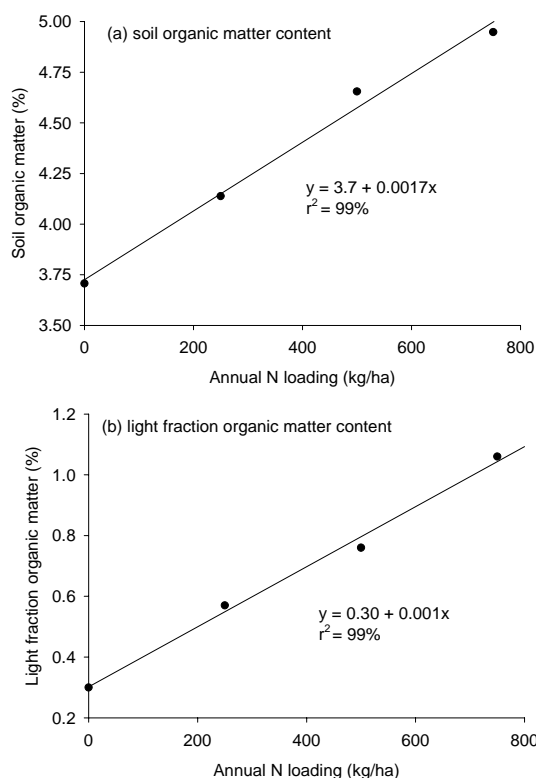 (a) soil organic matter content
Soil organic matter (%)
5.00
4.75
4.50
4.25
4.00
3.75
3.50
y = 3.7 + 0.0017x
r² = 99%
0 200 400 600 800
Annual N loading (kg/ha)
(b) light fraction organic matter content
Light fraction organic matter (%)
1.2
1.0
0.8
0.6
0.4
0.2
y = 0.30 + 0.001x
r² = 99%
0 200 400 600 800
Annual N loading (kg/ha)